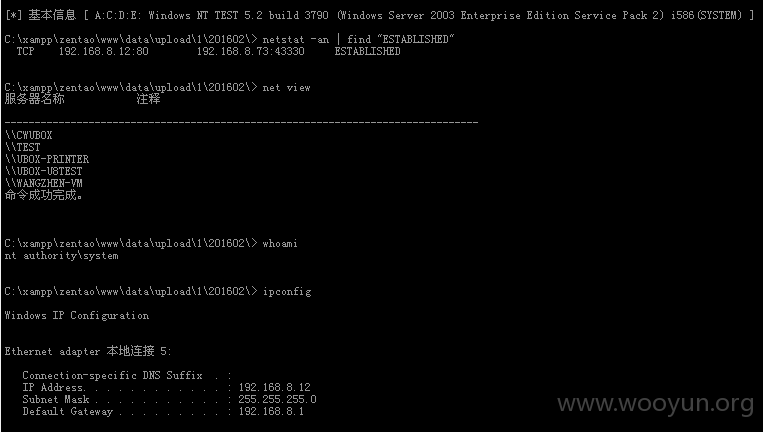 [*] 基本信息 [ A:C:D:E: Windows NT TEST 5.2 build 3790 (Windows Server 2003 Enterprise Edition Service Pack 2) i586(SYSTEM) ]
C:\xampp\zentao\www\data\upload\1\201602\> netstat -an | find "ESTABLISHED"
TCP 192.168.8.12:80 192.168.8.73:43330 ESTABLISHED
C:\xampp\zentao\www\data\upload\1\201602\> net view
服务器名称 注释
-------------------------------------------------------------------------------
\\CWUBOX
\\TEST
\\UBOX-PRINTER
\\UBOX-U8TEST
\\WANGZHEN-VM
命令成功完成。
C:\xampp\zentao\www\data\upload\1\201602\> whoami
nt authority\system
C:\xampp\zentao\www\data\upload\1\201602\> ipconfig
Windows IP Configuration
Ethernet adapter 本地连接 5:
Connection-specific DNS Suffix . :
IP Address. . . . . . . . . . . . : 192.168.8.12
Subnet Mask . . . . . . . . . . . : 255.255.255.0
Default Gateway . . . . . . . . . : 192.168.8.1
www.wooyun.org